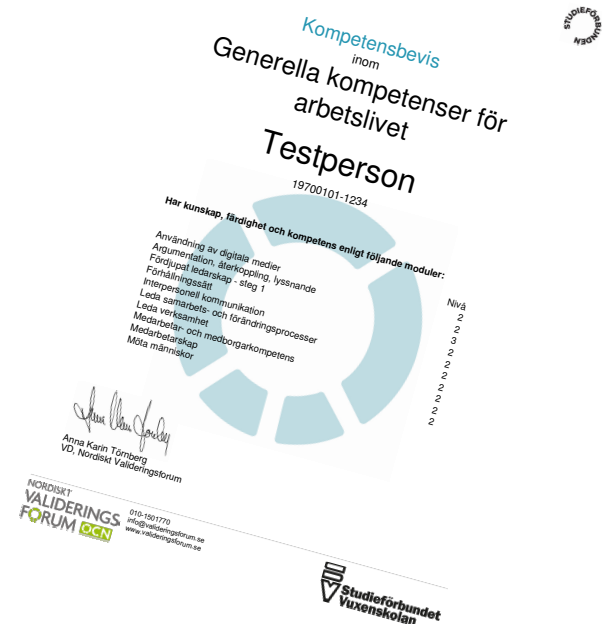 STUDIEFÖRBUNDEN
Kompetensbevis
inom
Generella kompetenser för
arbetslivet
Testperson
19700101-1234
Har kunskap, färdighet och kompetens enligt följande moduler:
Nivå
Användning av digitala medier 2
Argumentation, återkoppling, lyssnande 2
Fördjupat ledarskap - steg 1 3
Förhållningssätt 2
Interpersonell kommunikation 2
Leda samarbets- och förändringsprocesser 2
Leda verksamhet 2
Medarbetar- och medborgarkompetens 2
Medarbetarskap 2
Möta människor 2
Anna Karin Törnberg
VD, Nordiskt Valideringsforum
NORDISKT
VALIDERINGS
FORUM OCN
010-1501770
info@valideringsforum.se
www.valideringsforum.se
Studieförbundet
Vuxenskolan